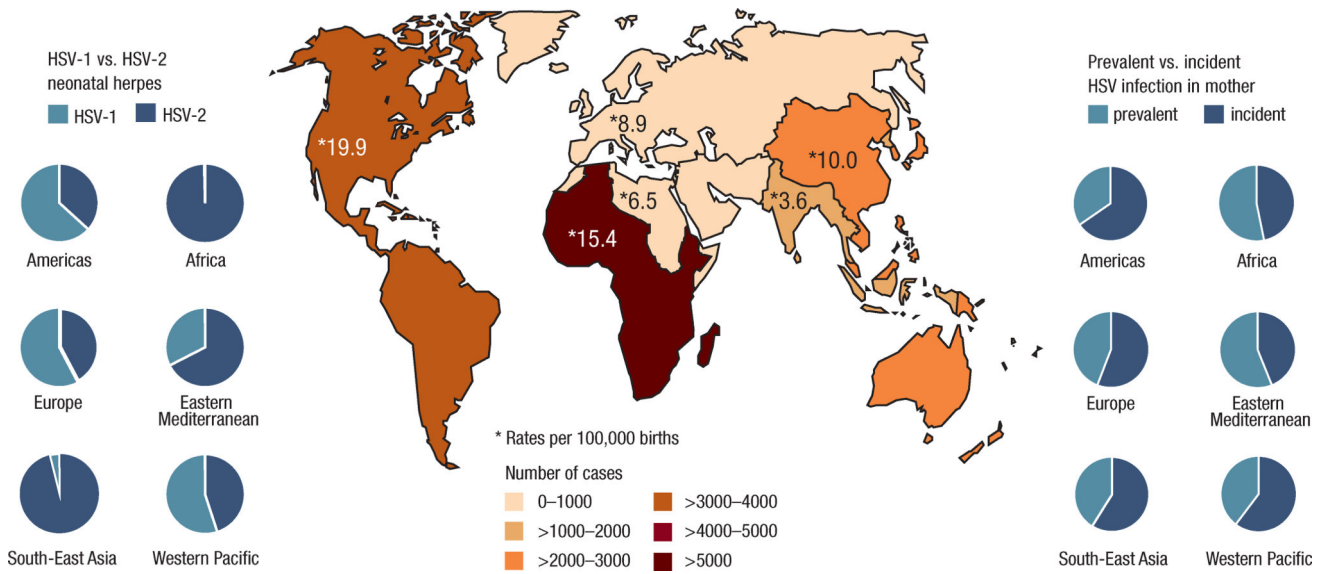 HSV-1 vs. HSV-2
neonatal herpes
HSV-1
HSV-2
Americas
Africa
Europe
Eastern
Mediterranean
South-East Asia
Western Pacific
*19.9
*8.9
*10.0
*6.5
*3.6
*15.4
* Rates per 100,000 births
Number of cases
0–1000
>1000–2000
>2000–3000
>3000–4000
>4000–5000
>5000
Prevalent vs. incident
HSV infection in mother
prevalent
incident
Americas
Africa
Europe
Eastern
Mediterranean
South-East Asia
Western Pacific